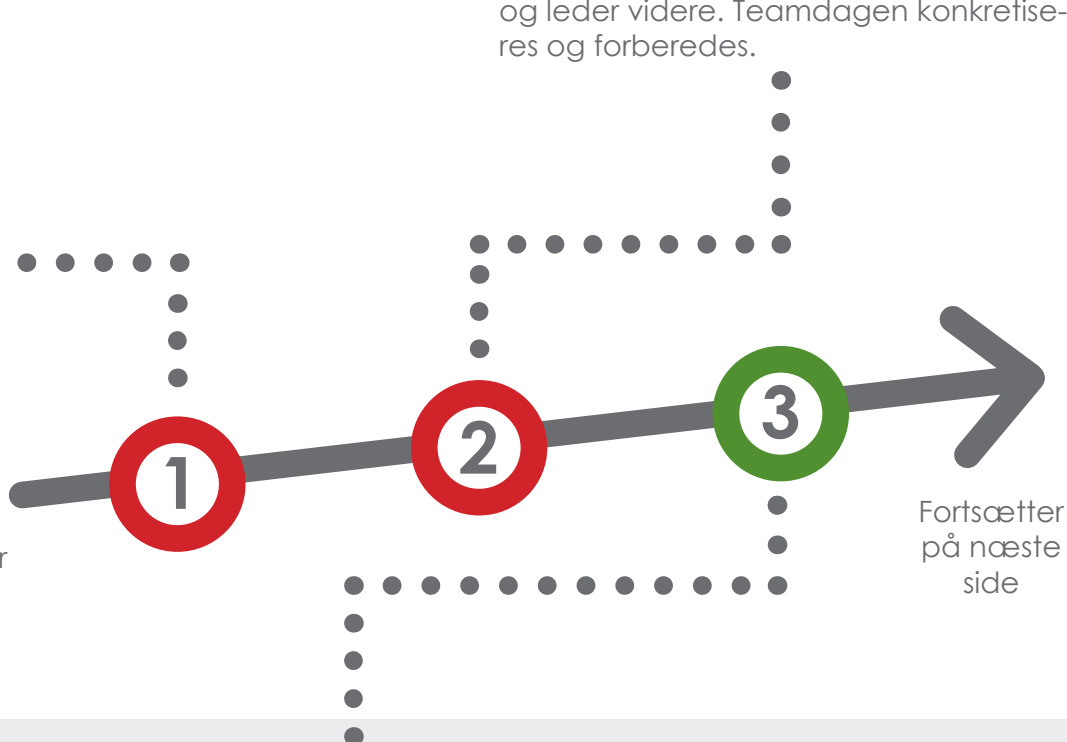 og leder videre. Teamdagen konkretise-
res og forberedes.
1
2
3
r
Fortsætter
på næste
side